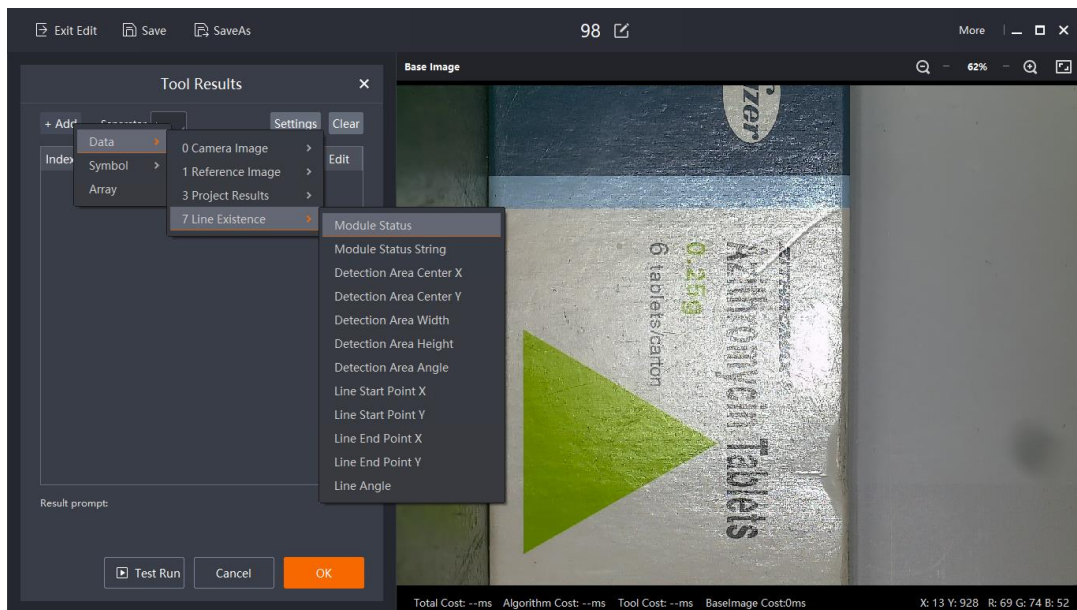 Exit Edit Save SaveAs 98 More
Tool Results
+ Add Settings Clear
Index Edit
Data
Symbol
Array
0 Camera Image
1 Reference Image
3 Project Results
7 Line Existence
Module Status
Module Status String
Detection Area Center X
Detection Area Center Y
Detection Area Width
Detection Area Height
Detection Area Angle
Line Start Point X
Line Start Point Y
Line End Point X
Line End Point Y
Line Angle
Result prompt:
Test Run Cancel OK
Base Image 62%
zer
Azithromycin Tablets
0.25g
6 tablets/carton
Total Cost: --ms Algorithm Cost: --ms Tool Cost: --ms BaseImage Cost:0ms X: 13 Y: 928 R: 69 G: 74 B: 52